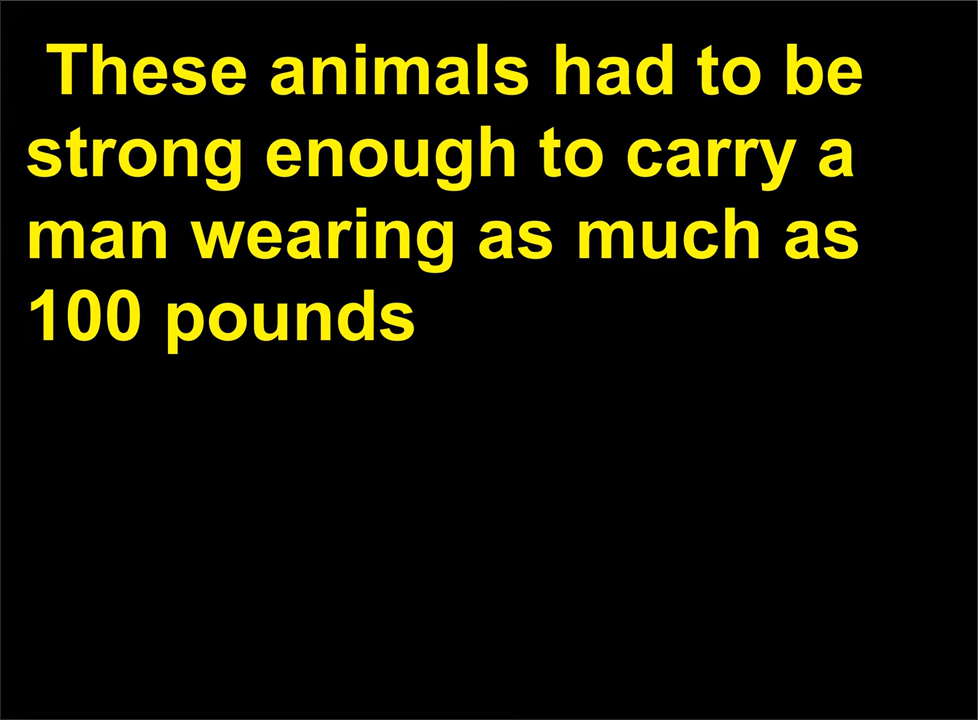 These animals had to be
strong enough to carry a
man wearing as much as
100 pounds